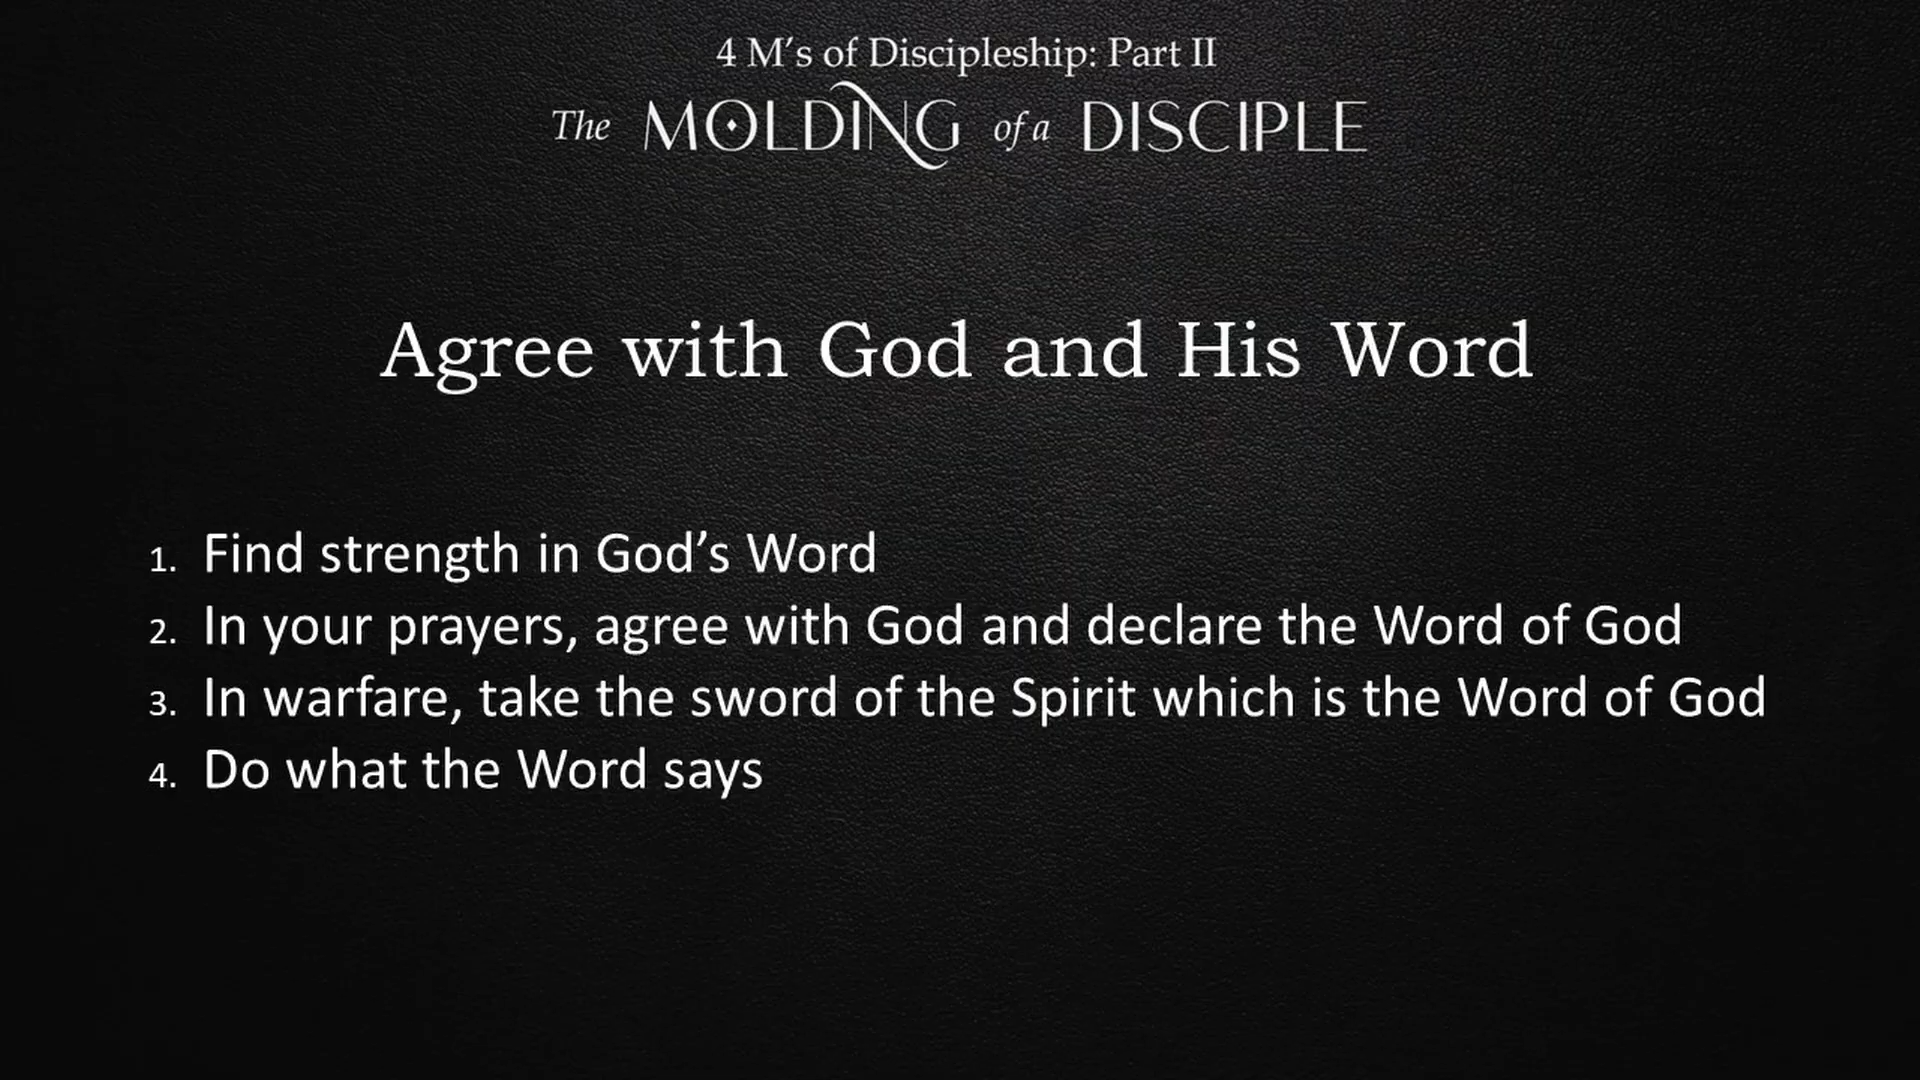 4 M’s of Discipleship: Part II
The MOLDING of a DISCIPLE
Agree with God and His Word
1. Find strength in God’s Word
2. In your prayers, agree with God and declare the Word of God
3. In warfare, take the sword of the Spirit which is the Word of God
4. Do what the Word says